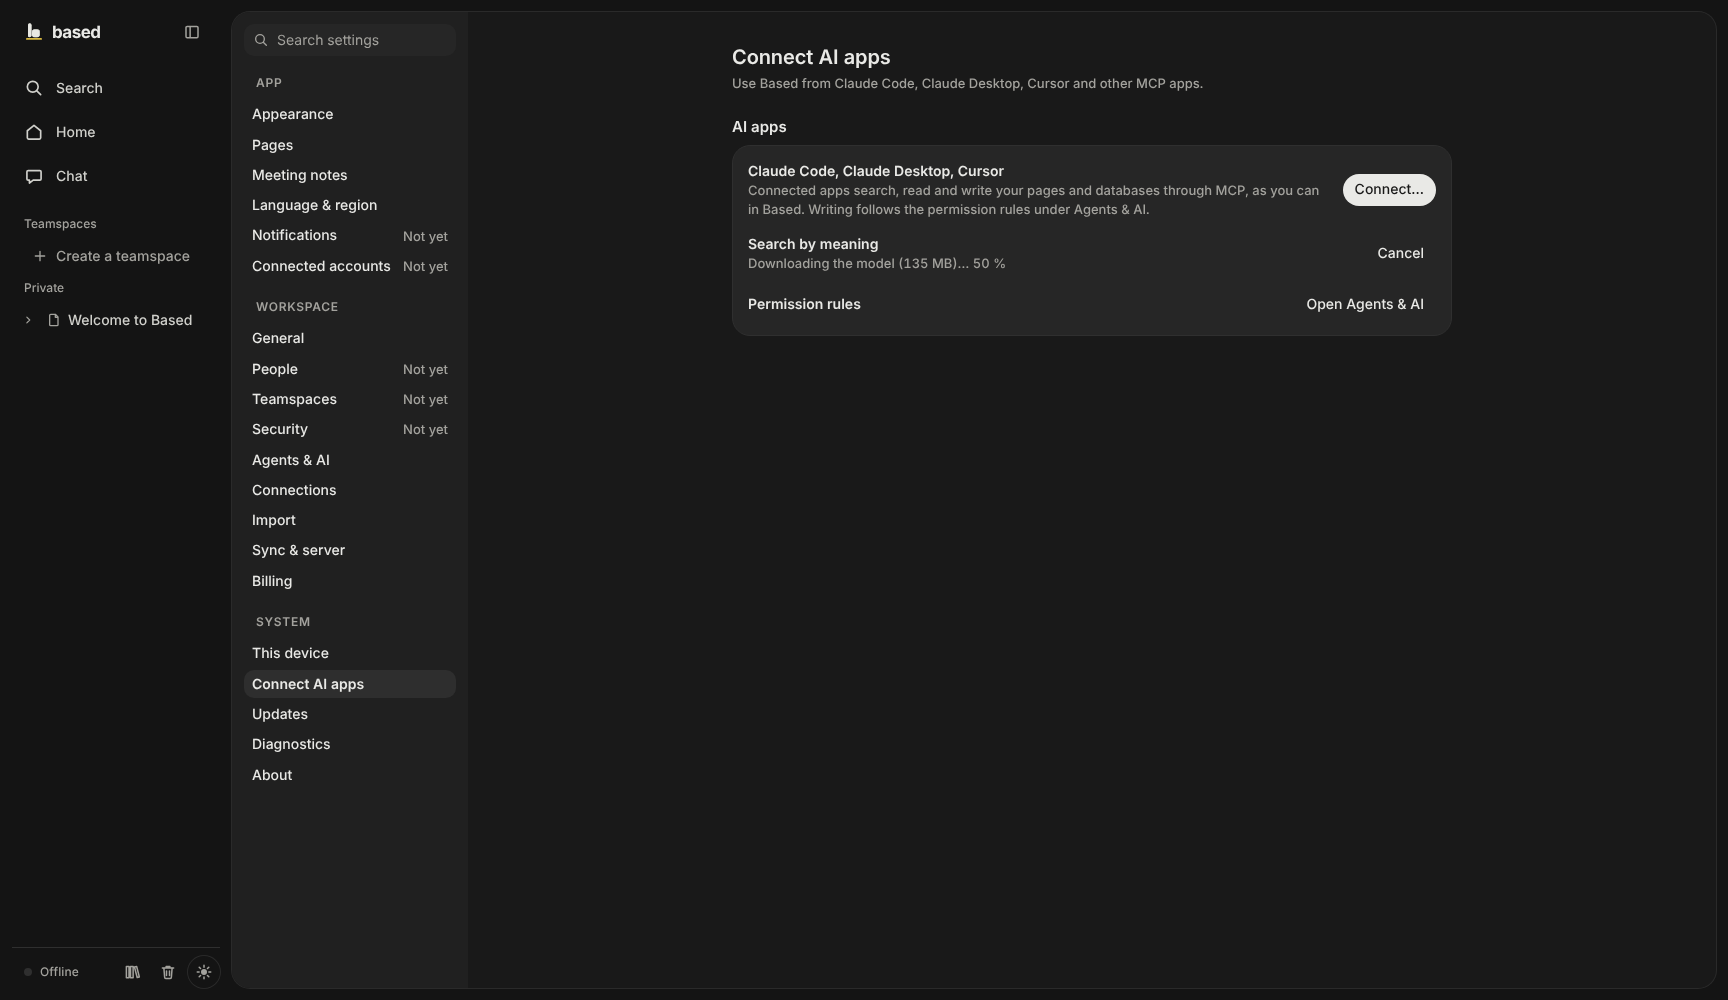 based
Search
Home
Chat
Teamspaces
Create a teamspace
Private
Welcome to Based
Offline
Search settings
APP
Appearance
Pages
Meeting notes
Language & region
Notifications Not yet
Connected accounts Not yet
WORKSPACE
General
People Not yet
Teamspaces Not yet
Security Not yet
Agents & AI
Connections
Import
Sync & server
Billing
SYSTEM
This device
Connect AI apps
Updates
Diagnostics
About
Connect AI apps
Use Based from Claude Code, Claude Desktop, Cursor and other MCP apps.
AI apps
Claude Code, Claude Desktop, Cursor
Connected apps search, read and write your pages and databases through MCP, as you can
in Based. Writing follows the permission rules under Agents & AI.
Connect...
Search by meaning
Downloading the model (135 MB)... 50 %
Cancel
Permission rules
Open Agents & AI